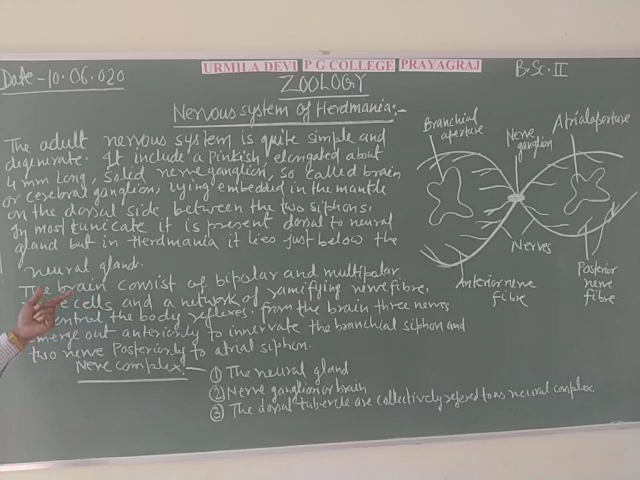 Date - 10.06.020
URMILA DEVI P G COLLEGE PRAYAGRAJ
B.Sc. II
ZOOLOGY
Nervous system of Herdmania:-
The adult nervous system is quite simple and
degenerate. It include a pinkish, elongated about
4 mm long, solid nerve ganglion, so called brain
or cerebral ganglion, lying embedded in the mantle
on the dorsal side between the two siphons.
In most tunicate it is present dorsal to neural
gland but in Herdmania it lies just below the
neural gland.
The brain consist of bipolar and multipolar
cells and a network of ramifying nerve fibre.
control the body reflexes. from the brain three nerves
emerge out anteriorly to innervate the branchial siphon and
two nerve Posteriorly to atrial siphon.
Nerve complex:-
① The neural gland
② Nerve ganglion or brain
③ The dorsal tubercle are collectively refered to as neural complex
Branchial
aperture
Nerve
ganglion
Atrial aperture
Nerves
Anterior nerve
fibre
Posterior
nerve
fibre